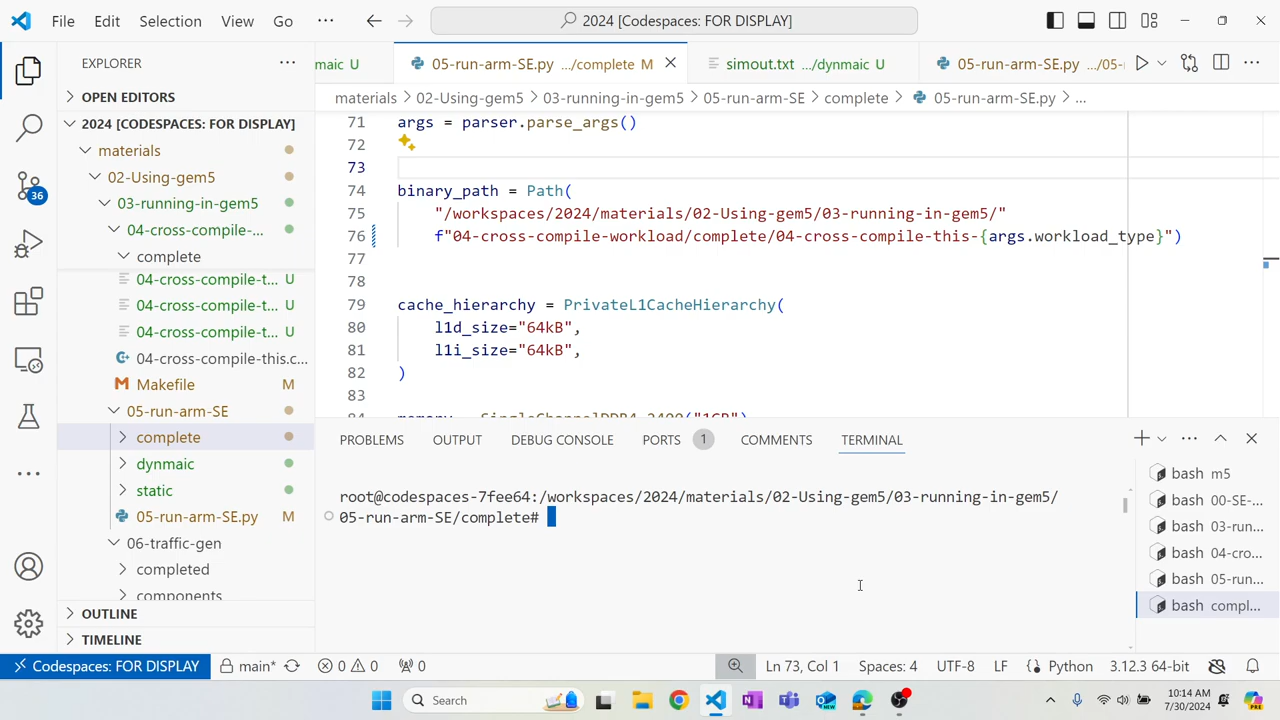 File Edit Selection View Go ··· 2024 [Codespaces: FOR DISPLAY]
EXPLORER
OPEN EDITORS
2024 [CODESPACES: FOR DISPLAY]
materials
02-Using-gem5
03-running-in-gem5
04-cross-compile-...
complete
04-cross-compile-t... U
04-cross-compile-t... U
04-cross-compile-t... U
04-cross-compile-this.c...
Makefile M
05-run-arm-SE
complete
dynmaic
static
05-run-arm-SE.py M
06-traffic-gen
completed
components
OUTLINE
TIMELINE
36
maic U
05-run-arm-SE.py .../complete M
simout.txt .../dynmaic U
05-run-arm-SE.py .../05-
materials > 02-Using-gem5 > 03-running-in-gem5 > 05-run-arm-SE > complete > 05-run-arm-SE.py > ...
71 args = parser.parse_args()
72
73
74 binary_path = Path(
75 "/workspaces/2024/materials/02-Using-gem5/03-running-in-gem5/"
76 f"04-cross-compile-workload/complete/04-cross-compile-this-{args.workload_type}")
77
78
79 cache_hierarchy = PrivateL1CacheHierarchy(
80 l1d_size="64kB",
81 l1i_size="64kB",
82 )
83
84 memory = SingleChannelDDR4_2400("1GB")
PROBLEMS OUTPUT DEBUG CONSOLE PORTS 1 COMMENTS TERMINAL
root@codespaces-7fee64:/workspaces/2024/materials/02-Using-gem5/03-running-in-gem5/
05-run-arm-SE/complete#
bash m5
bash 00-SE-...
bash 03-run...
bash 04-cro...
bash 05-run...
bash compl...
Codespaces: FOR DISPLAY main* 0 0 0 Ln 73, Col 1 Spaces: 4 UTF-8 LF Python 3.12.3 64-bit
Search
10:14 AM
7/30/2024